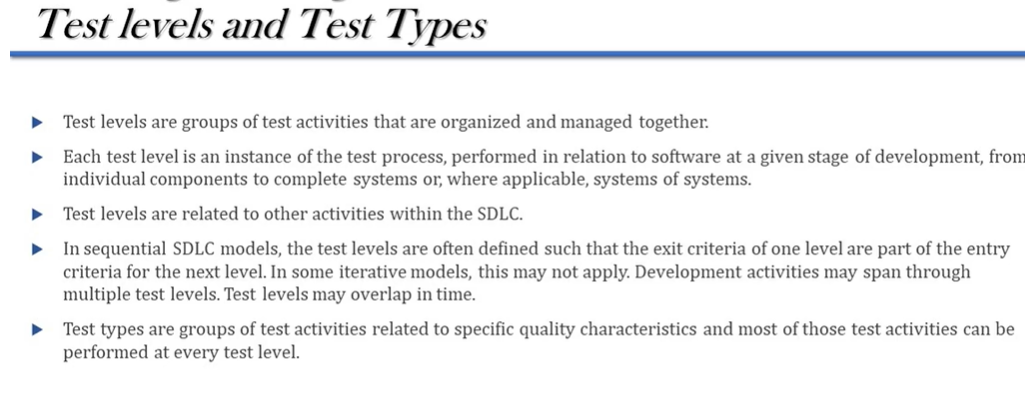 Test levels and Test Types
Test levels are groups of test activities that are organized and managed together.
Each test level is an instance of the test process, performed in relation to software at a given stage of development, from
individual components to complete systems or, where applicable, systems of systems.
Test levels are related to other activities within the SDLC.
In sequential SDLC models, the test levels are often defined such that the exit criteria of one level are part of the entry
criteria for the next level. In some iterative models, this may not apply. Development activities may span through
multiple test levels. Test levels may overlap in time.
Test types are groups of test activities related to specific quality characteristics and most of those test activities can be
performed at every test level.